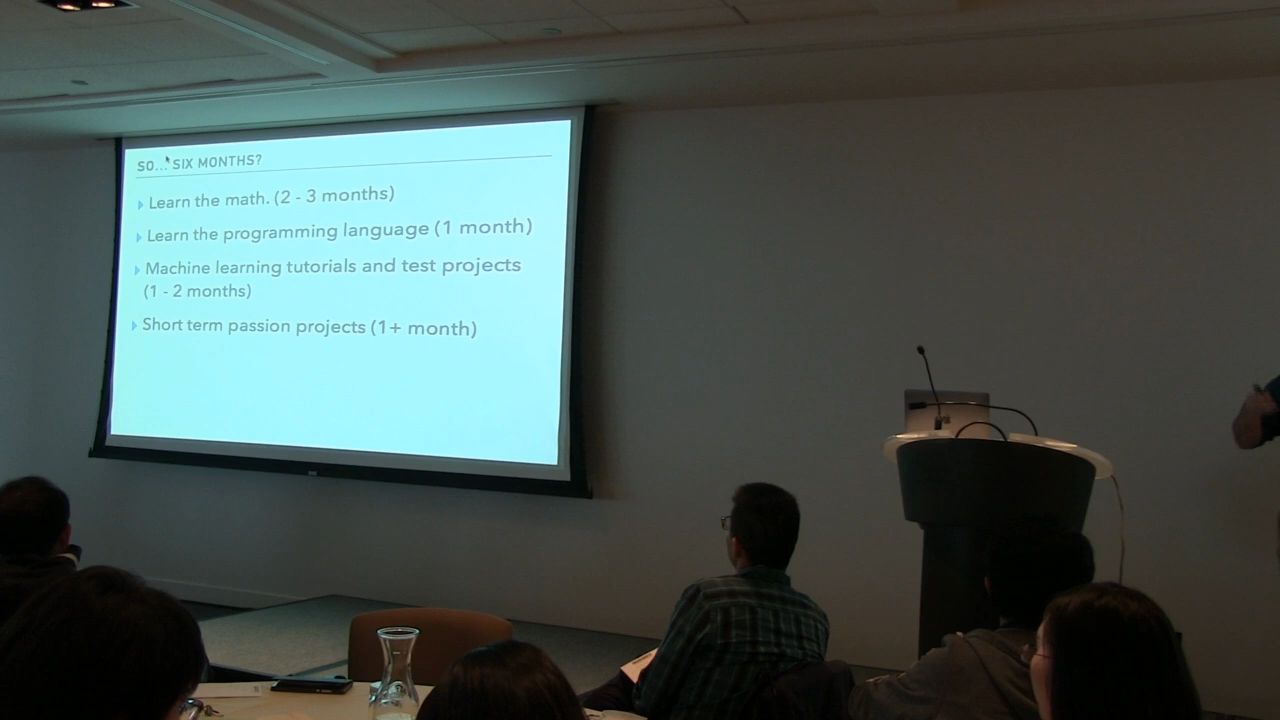 SO... SIX MONTHS?
Learn the math. (2 - 3 months)
Learn the programming language (1 month)
Machine learning tutorials and test projects
(1 - 2 months)
Short term passion projects (1+ month)